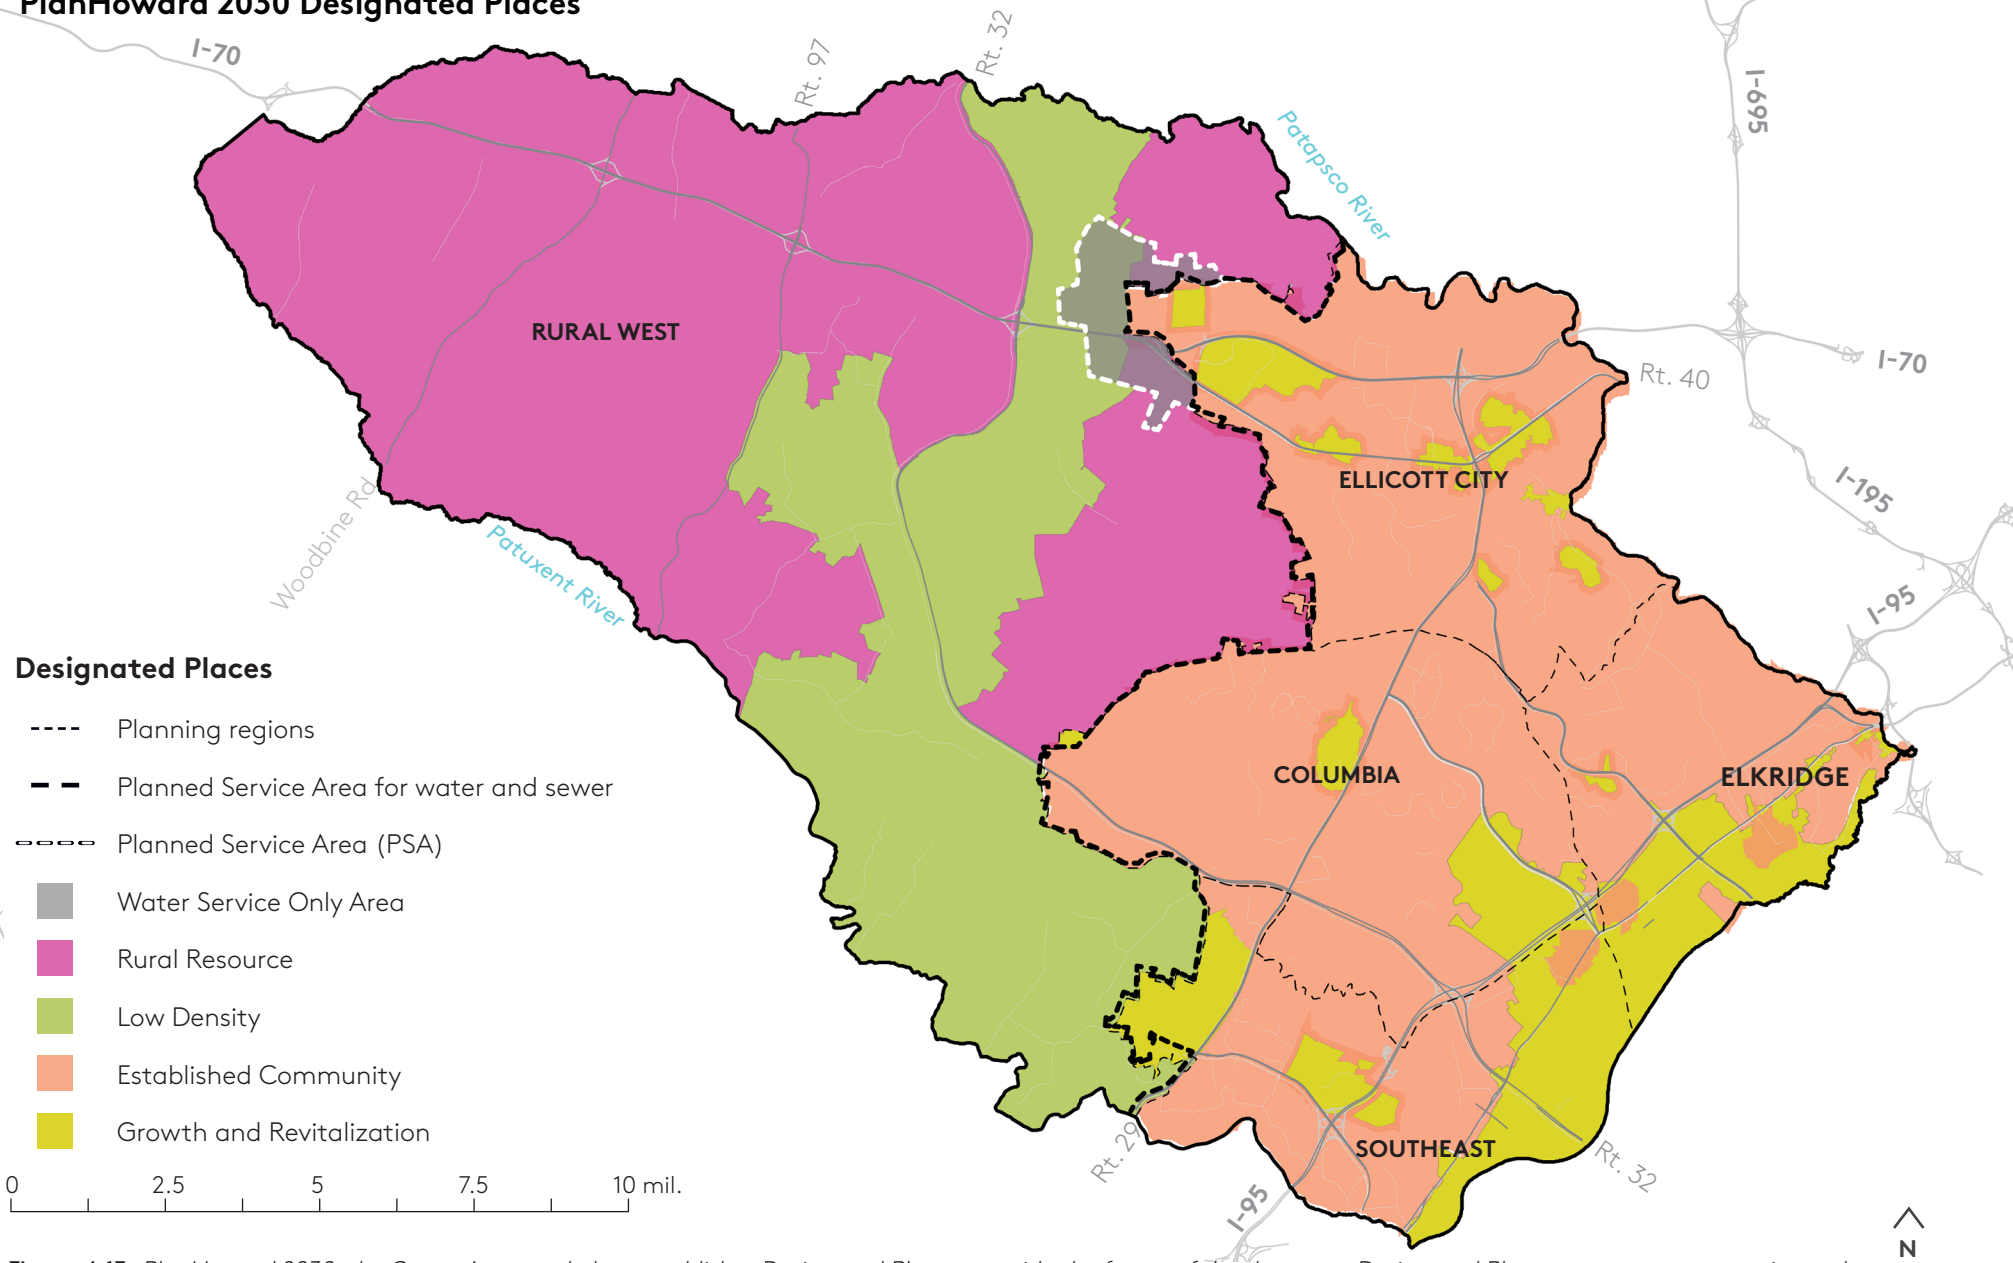 PlanHoward 2030 Designated Places
I-70
Rt. 97
Rt. 32
I-695
Patapsco River
RURAL WEST
I-70
Rt. 40
ELLICOTT CITY
I-195
Woodbine Rd
Patuxent River
I-95
Designated Places
Planning regions
Planned Service Area for water and sewer
Planned Service Area (PSA)
Water Service Only Area
Rural Resource
Low Density
Established Community
Growth and Revitalization
COLUMBIA
ELKRIDGE
SOUTHEAST
Rt. 29
I-95
Rt. 32
0 2.5 5 7.5 10 mil.
N